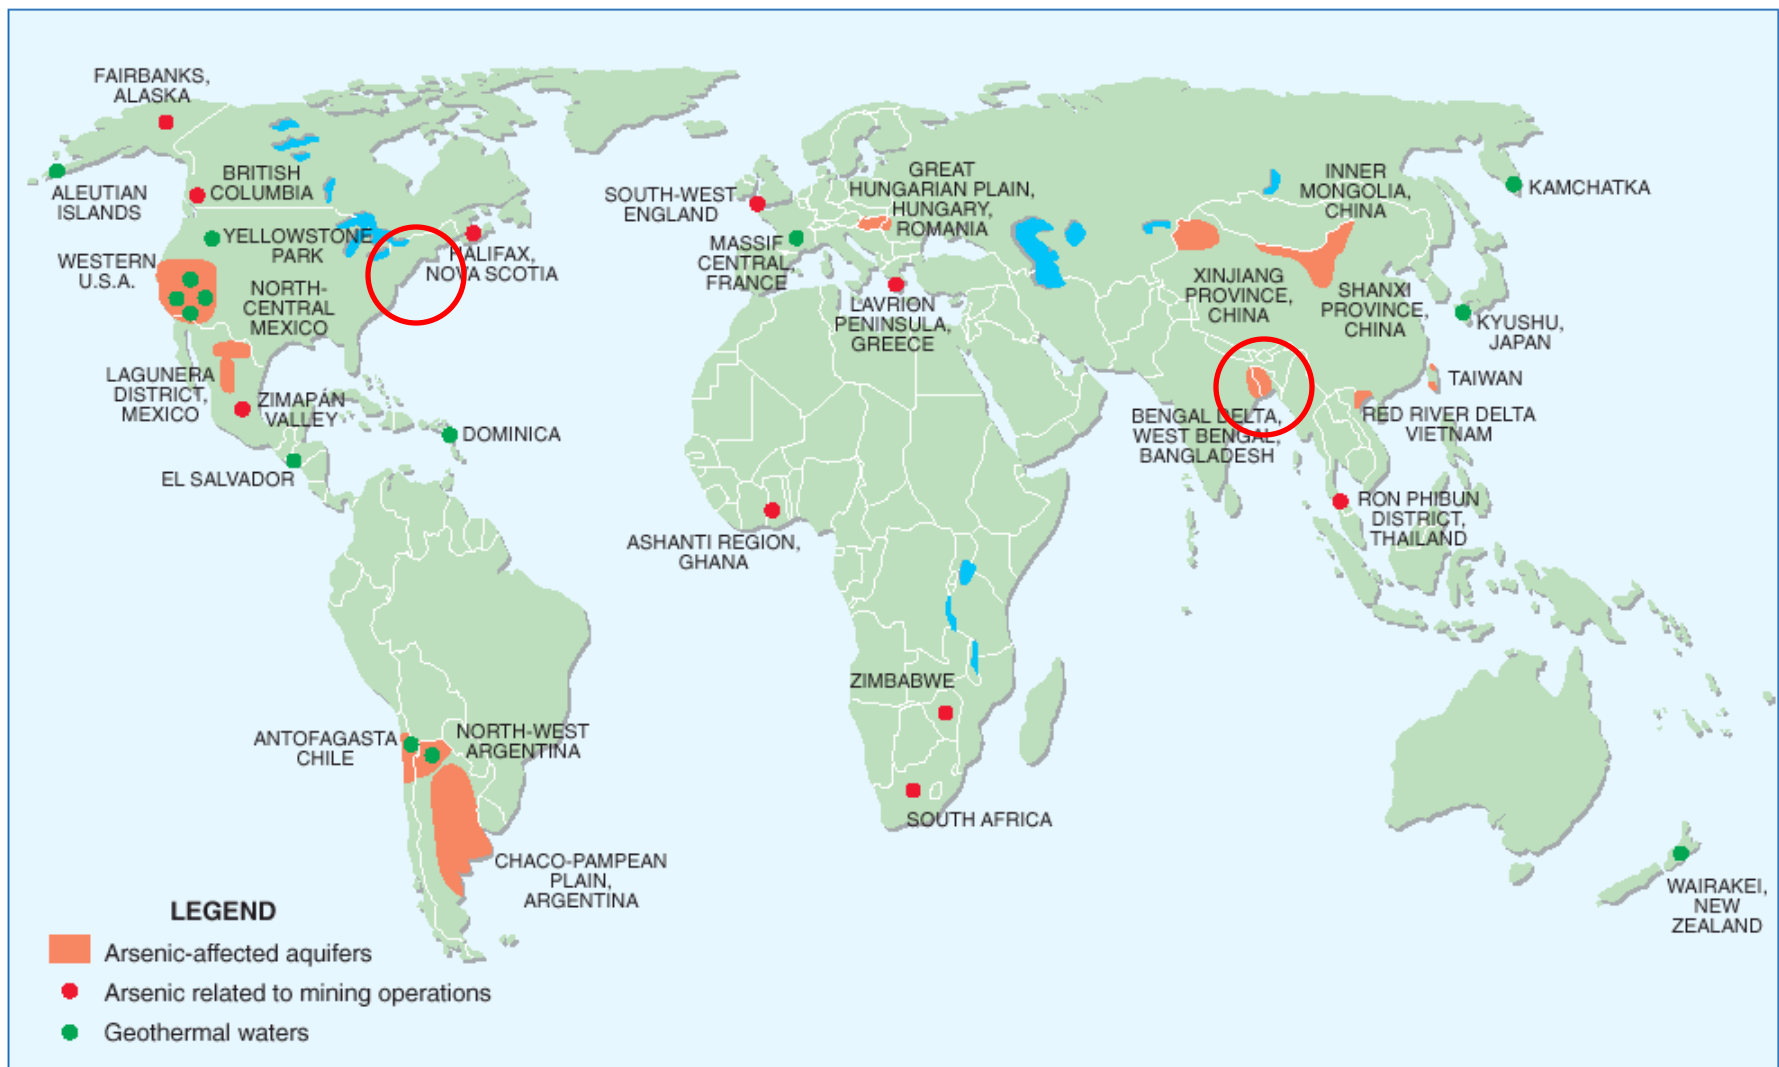 FAIRBANKS,
ALASKA
ALEUTIAN
ISLANDS
BRITISH
COLUMBIA
YELLOWSTONE
PARK
WESTERN
U.S.A.
NORTH-
CENTRAL
MEXICO
HALIFAX,
NOVA SCOTIA
LAGUNERA
DISTRICT,
MEXICO
ZIMAPÁN
VALLEY
DOMINICA
EL SALVADOR
ANTOFAGASTA
CHILE
NORTH-WEST
ARGENTINA
CHACO-PAMPEAN
PLAIN,
ARGENTINA
SOUTH-WEST
ENGLAND
GREAT
HUNGARIAN PLAIN,
HUNGARY,
ROMANIA
MASSIF
CENTRAL,
FRANCE
LAVRION
PENINSULA,
GREECE
ASHANTI REGION,
GHANA
ZIMBABWE
SOUTH AFRICA
INNER
MONGOLIA,
CHINA
KAMCHATKA
XINJIANG
PROVINCE,
CHINA
SHANXI
PROVINCE,
CHINA
KYUSHU,
JAPAN
TAIWAN
BENGAL DELTA,
WEST BENGAL,
BANGLADESH
RED RIVER DELTA
VIETNAM
RON PHIBUN
DISTRICT,
THAILAND
WAIRAKEI,
NEW
ZEALAND
LEGEND
Arsenic-affected aquifers
Arsenic related to mining operations
Geothermal waters